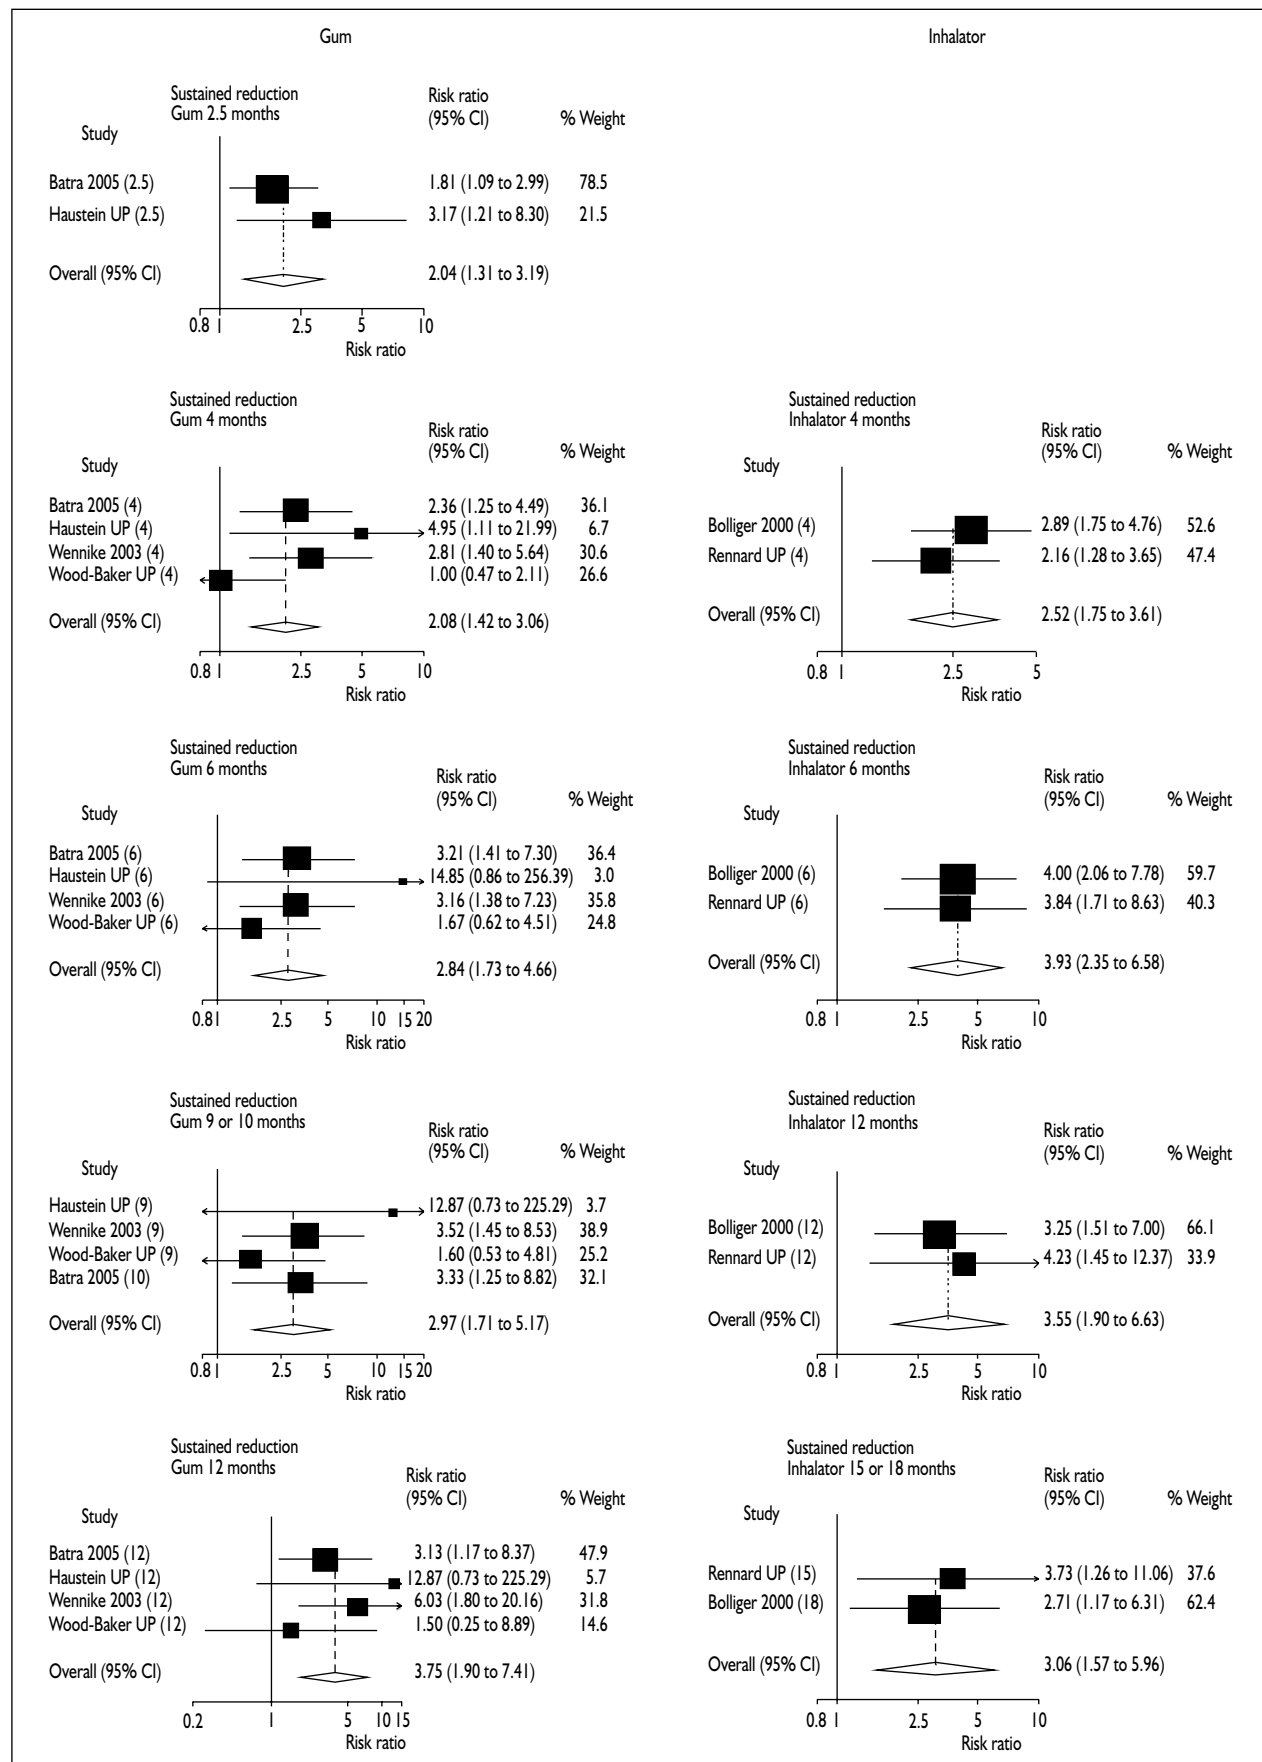 Gum
Inhalator
Sustained reduction
Gum 2.5 months
Risk ratio
(95% CI) % Weight
Study
Batra 2005 (2.5) 1.81 (1.09 to 2.99) 78.5
Haustein UP (2.5) 3.17 (1.21 to 8.30) 21.5
Overall (95% CI) 2.04 (1.31 to 3.19)
0.8 1 2.5 5 10
Risk ratio
Sustained reduction
Gum 4 months
Risk ratio
(95% CI) % Weight
Study
Batra 2005 (4) 2.36 (1.25 to 4.49) 36.1
Haustein UP (4) 4.95 (1.11 to 21.99) 6.7
Wennike 2003 (4) 2.81 (1.40 to 5.64) 30.6
Wood-Baker UP (4) 1.00 (0.47 to 2.11) 26.6
Overall (95% CI) 2.08 (1.42 to 3.06)
0.8 1 2.5 5 10
Risk ratio
Sustained reduction
Inhalator 4 months
Risk ratio
(95% CI) % Weight
Study
Bolliger 2000 (4) 2.89 (1.75 to 4.76) 52.6
Rennard UP (4) 2.16 (1.28 to 3.65) 47.4
Overall (95% CI) 2.52 (1.75 to 3.61)
0.8 1 2.5 5
Risk ratio
Sustained reduction
Gum 6 months
Risk ratio
(95% CI) % Weight
Study
Batra 2005 (6) 3.21 (1.41 to 7.30) 36.4
Haustein UP (6) 14.85 (0.86 to 256.39) 3.0
Wennike 2003 (6) 3.16 (1.38 to 7.23) 35.8
Wood-Baker UP (6) 1.67 (0.62 to 4.51) 24.8
Overall (95% CI) 2.84 (1.73 to 4.66)
0.8 1 2.5 5 10 15 20
Risk ratio
Sustained reduction
Inhalator 6 months
Risk ratio
(95% CI) % Weight
Study
Bolliger 2000 (6) 4.00 (2.06 to 7.78) 59.7
Rennard UP (6) 3.84 (1.71 to 8.63) 40.3
Overall (95% CI) 3.93 (2.35 to 6.58)
0.8 1 2.5 5 10
Risk ratio
Sustained reduction
Gum 9 or 10 months
Risk ratio
(95% CI) % Weight
Study
Haustein UP (9) 12.87 (0.73 to 225.29) 3.7
Wennike 2003 (9) 3.52 (1.45 to 8.53) 38.9
Wood-Baker UP (9) 1.60 (0.53 to 4.81) 25.2
Batra 2005 (10) 3.33 (1.25 to 8.82) 32.1
Overall (95% CI) 2.97 (1.71 to 5.17)
0.8 1 2.5 5 10 15 20
Risk ratio
Sustained reduction
Inhalator 12 months
Risk ratio
(95% CI) % Weight
Study
Bolliger 2000 (12) 3.25 (1.51 to 7.00) 66.1
Rennard UP (12) 4.23 (1.45 to 12.37) 33.9
Overall (95% CI) 3.55 (1.90 to 6.63)
0.8 1 2.5 5 10
Risk ratio
Sustained reduction
Gum 12 months
Risk ratio
(95% CI) % Weight
Study
Batra 2005 (12) 3.13 (1.17 to 8.37) 47.9
Haustein UP (12) 12.87 (0.73 to 225.29) 5.7
Wennike 2003 (12) 6.03 (1.80 to 20.16) 31.8
Wood-Baker UP (12) 1.50 (0.25 to 8.89) 14.6
Overall (95% CI) 3.75 (1.90 to 7.41)
0.2 1 5 10 15
Risk ratio
Sustained reduction
Inhalator 15 or 18 months
Risk ratio
(95% CI) % Weight
Study
Rennard UP (15) 3.73 (1.26 to 11.06) 37.6
Bolliger 2000 (18) 2.71 (1.17 to 6.31) 62.4
Overall (95% CI) 3.06 (1.57 to 5.96)
0.8 1 2.5 5 10
Risk ratio